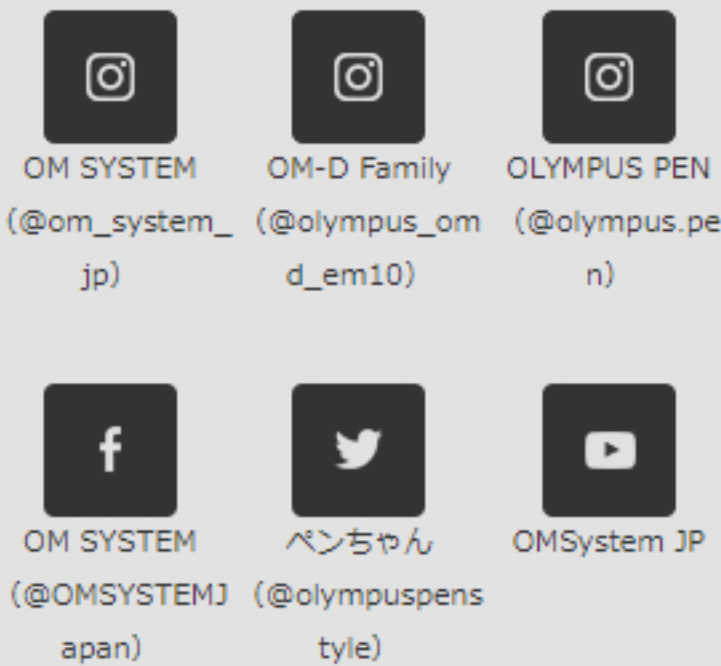 OM SYSTEM
（@om_system_
jp）
OM-D Family
（@olympus_om
d_em10）
OLYMPUS PEN
（@olympus.pe
n）
OM SYSTEM
（@OMSYSTEMJ
apan）
ペンちゃん
（@olympuspens
tyle）
OMSystem JP